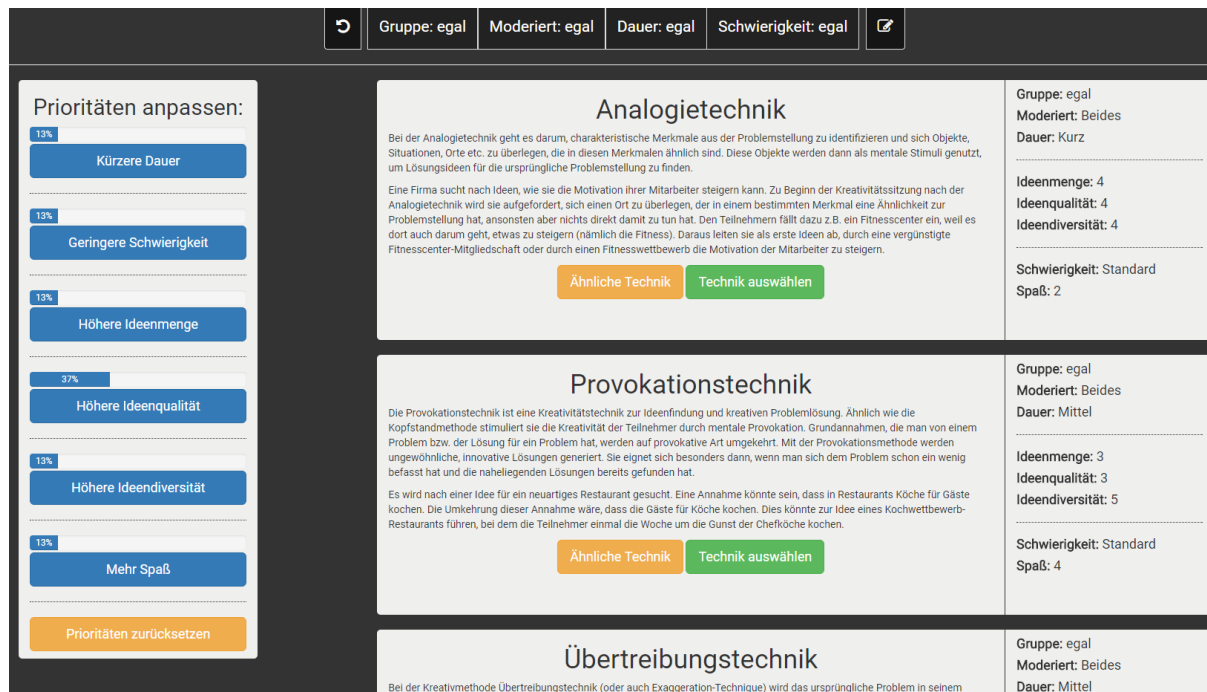 Gruppe: egal Moderiert: egal Dauer: egal Schwierigkeit: egal
Prioritäten anpassen:
13%
Kürzere Dauer
13%
Geringere Schwierigkeit
13%
Höhere Ideenmenge
37%
Höhere Ideenqualität
13%
Höhere Ideendiversität
13%
Mehr Spaß
Prioritäten zurücksetzen
Analogietechnik
Bei der Analogietechnik geht es darum, charakteristische Merkmale aus der Problemstellung zu identifizieren und sich Objekte,
Situationen, Orte etc. zu überlegen, die in diesen Merkmalen ähnlich sind. Diese Objekte werden dann als mentale Stimuli genutzt,
um Lösungsideen für die ursprüngliche Problemstellung zu finden.
Eine Firma sucht nach Ideen, wie sie die Motivation ihrer Mitarbeiter steigern kann. Zu Beginn der Kreativitätssitzung nach der
Analogietechnik wird sie aufgefordert, sich einen Ort zu überlegen, der in einem bestimmten Merkmal eine Ähnlichkeit zur
Problemstellung hat, ansonsten aber nichts direkt damit zu tun hat. Den Teilnehmern fällt dazu z.B. ein Fitnesscenter ein, weil es
dort auch darum geht, etwas zu steigern (nämlich die Fitness). Daraus leiten sie als erste Ideen ab, durch eine vergünstigte
Fitnesscenter-Mitgliedschaft oder durch einen Fitnesswettbewerb die Motivation der Mitarbeiter zu steigern.
Ähnliche Technik Technik auswählen
Gruppe: egal
Moderiert: Beides
Dauer: Kurz
Ideenmenge: 4
Ideenqualität: 4
Ideendiversität: 4
Schwierigkeit: Standard
Spaß: 2
Provokationstechnik
Die Provokationstechnik ist eine Kreativitätstechnik zur Ideenfindung und kreativen Problemlösung. Ähnlich wie die
Kopfstandmethode stimuliert sie die Kreativität der Teilnehmer durch mentale Provokation. Grundannahmen, die man von einem
Problem bzw. der Lösung für ein Problem hat, werden auf provokative Art umgekehrt. Mit der Provokationsmethode werden
ungewöhnliche, innovative Lösungen generiert. Sie eignet sich besonders dann, wenn man sich dem Problem schon ein wenig
befasst hat und die naheliegenden Lösungen bereits gefunden hat.
Es wird nach einer Idee für ein neuartiges Restaurant gesucht. Eine Annahme könnte sein, dass in Restaurants Köche für Gäste
kochen. Die Umkehrung dieser Annahme wäre, dass die Gäste für Köche kochen. Dies könnte zur Idee eines Kochwettbewerb-
Restaurants führen, bei dem die Teilnehmer einmal die Woche um die Gunst der Chefköche kochen.
Ähnliche Technik Technik auswählen
Gruppe: egal
Moderiert: Beides
Dauer: Mittel
Ideenmenge: 3
Ideenqualität: 3
Ideendiversität: 5
Schwierigkeit: Standard
Spaß: 4
Übertreibungstechnik
Bei der Kreativmethode Übertreibungstechnik (oder auch Exaggeration-Technique) wird das ursprüngliche Problem in seinem
Gruppe: egal
Moderiert: Beides
Dauer: Mittel